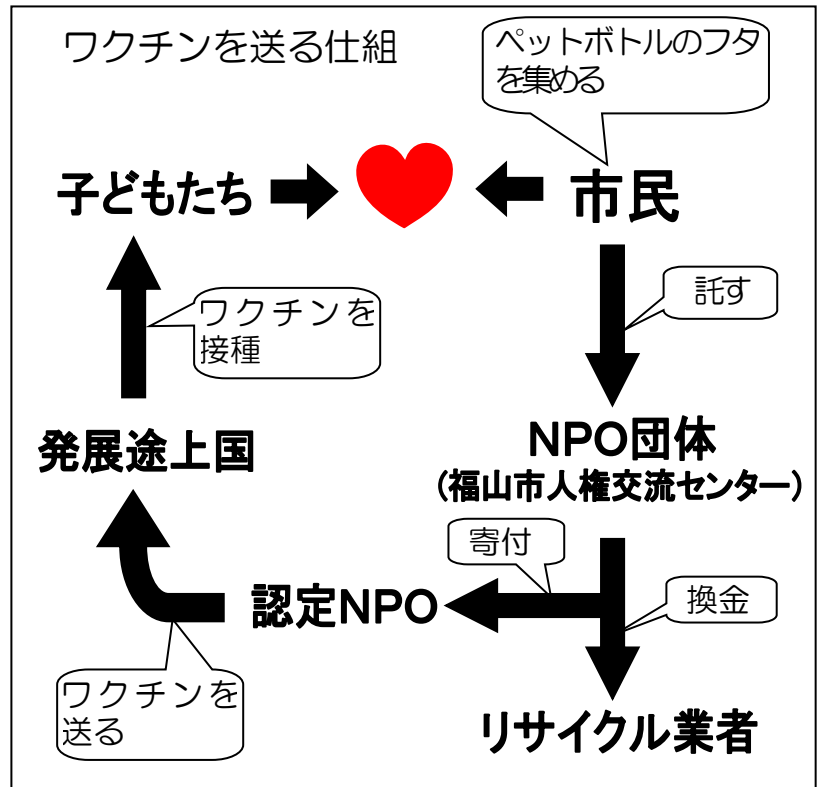 ワクチンを送る仕組
ペットボトルのフタ
を集める
子どもたち
市民
託す
ワクチンを
接種
発展途上国
NPO団体
(福山市人権交流センター)
寄付
換金
認定NPO
ワクチンを
送る
リサイクル業者